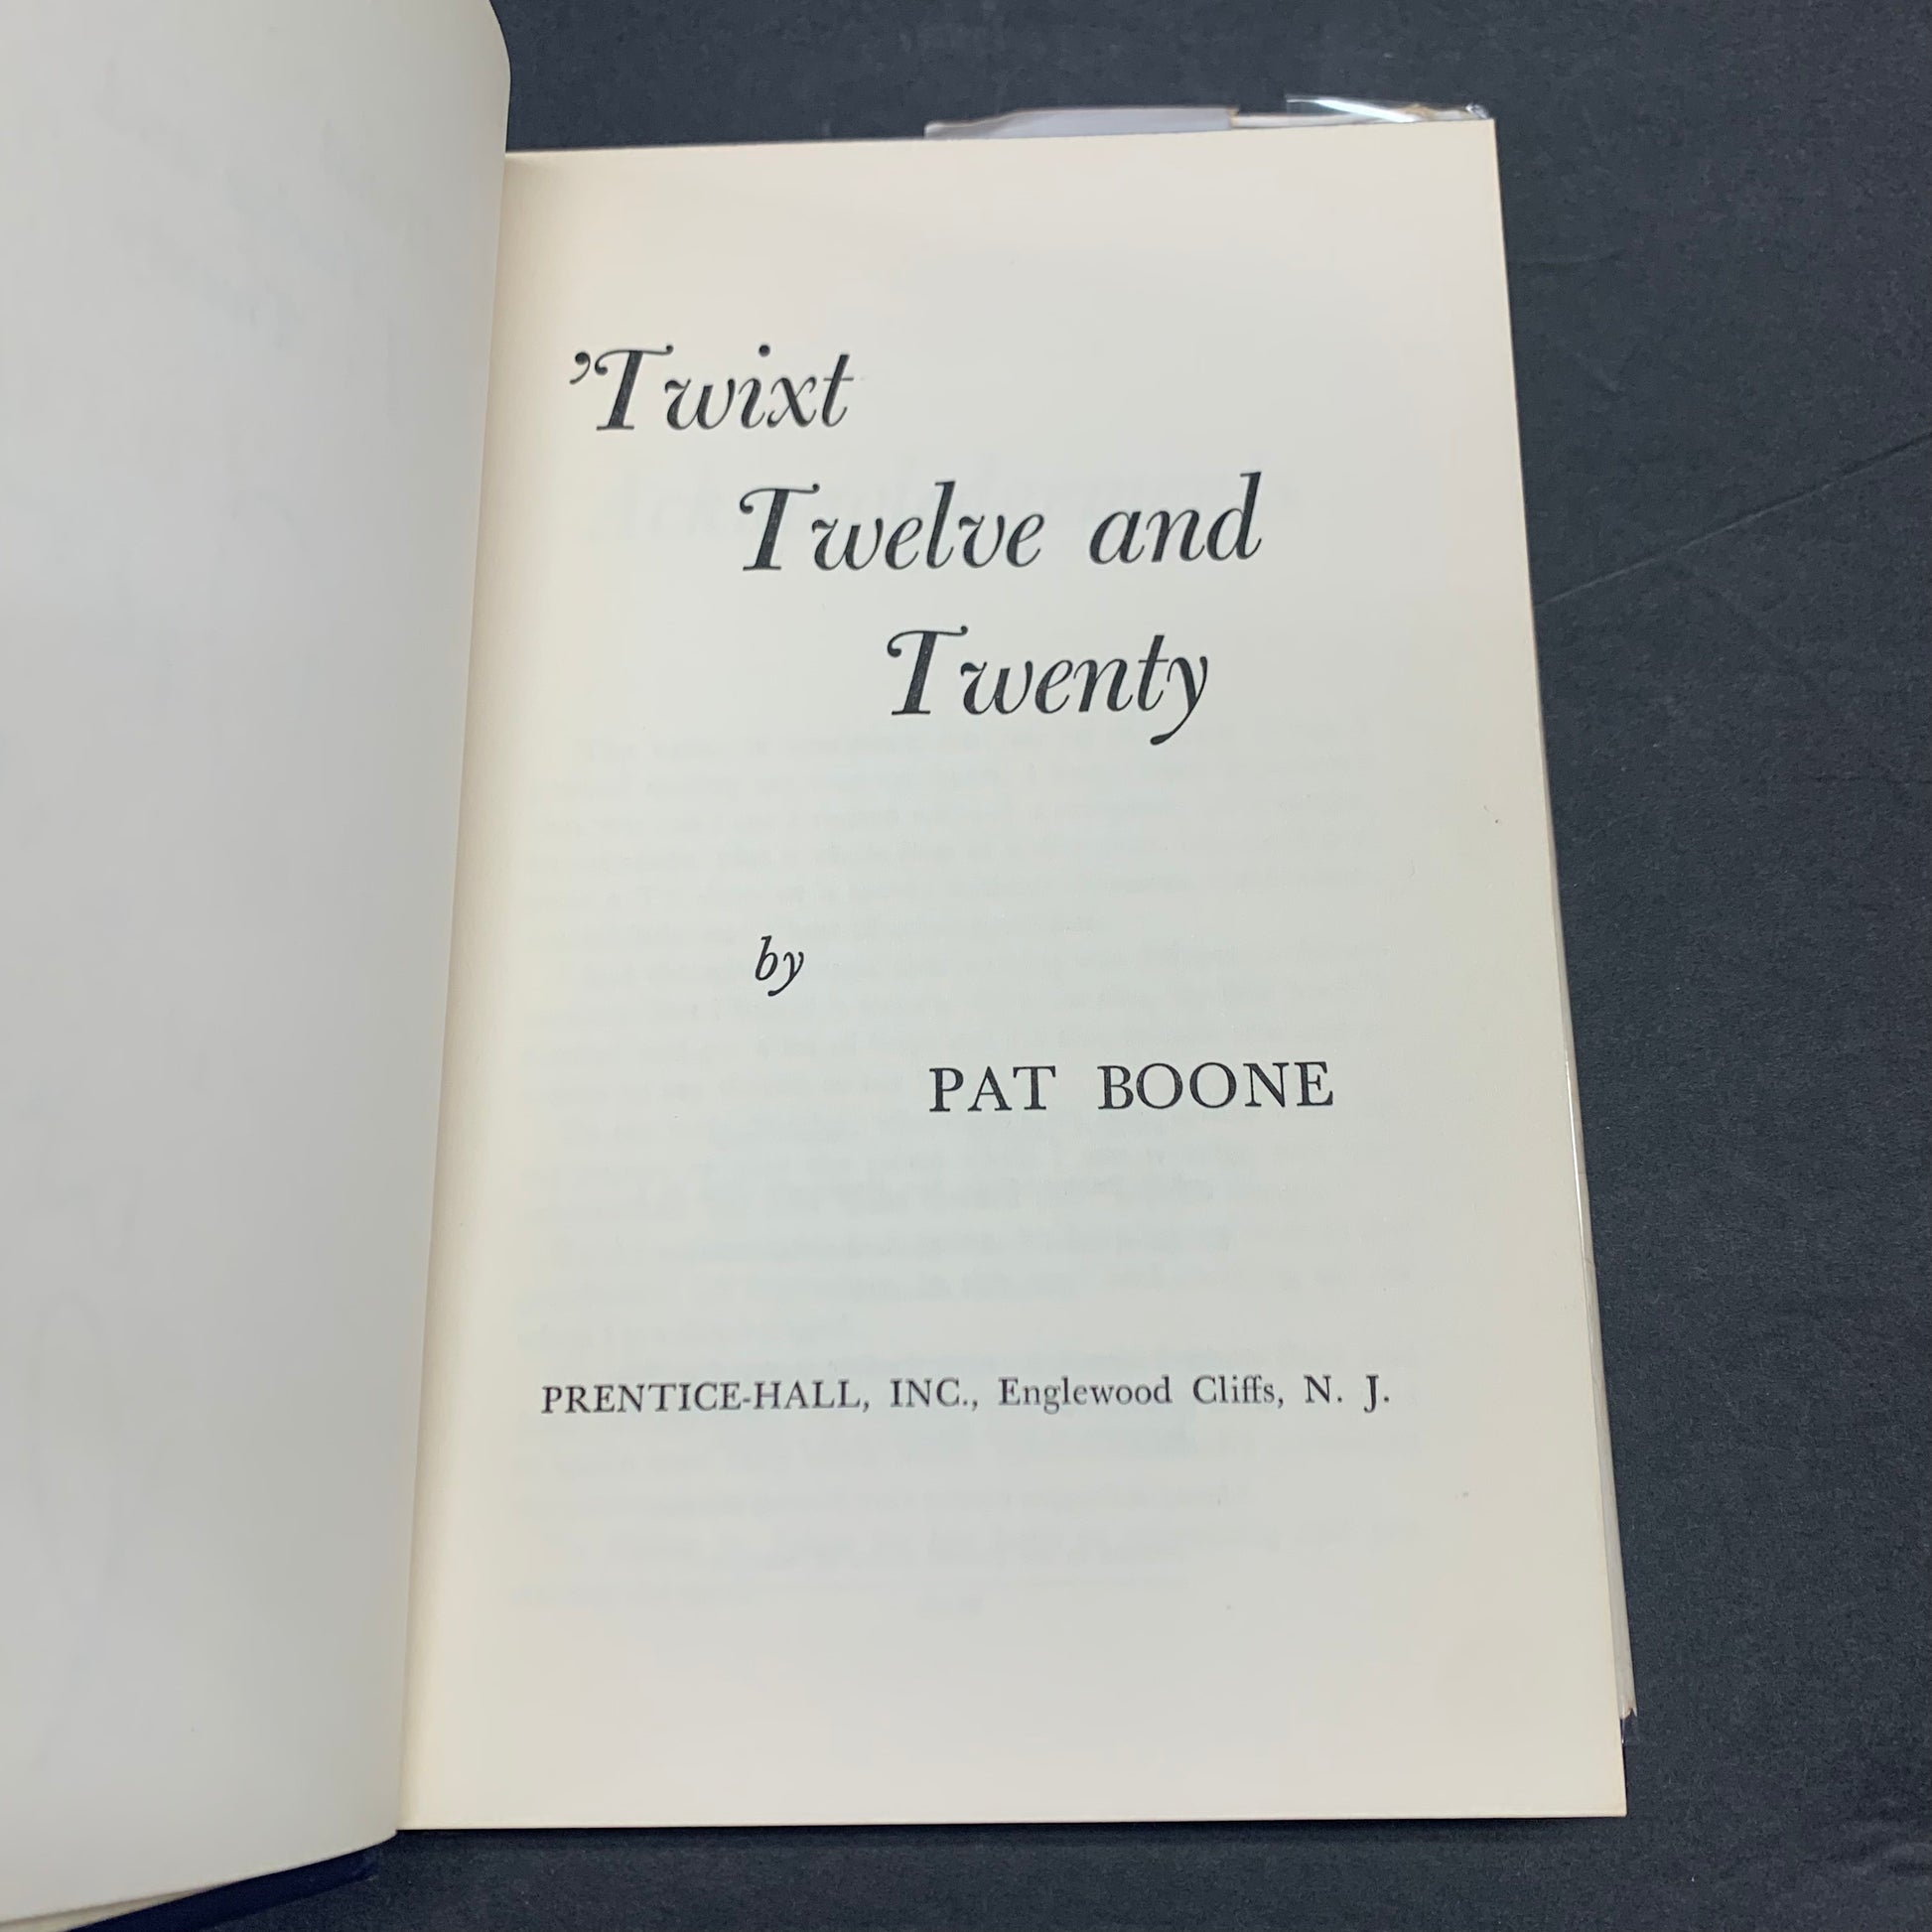 ’Twixt
Twelve and
Twenty
by
PAT BOONE
PRENTICE-HALL, INC., Englewood Cliffs, N. J.